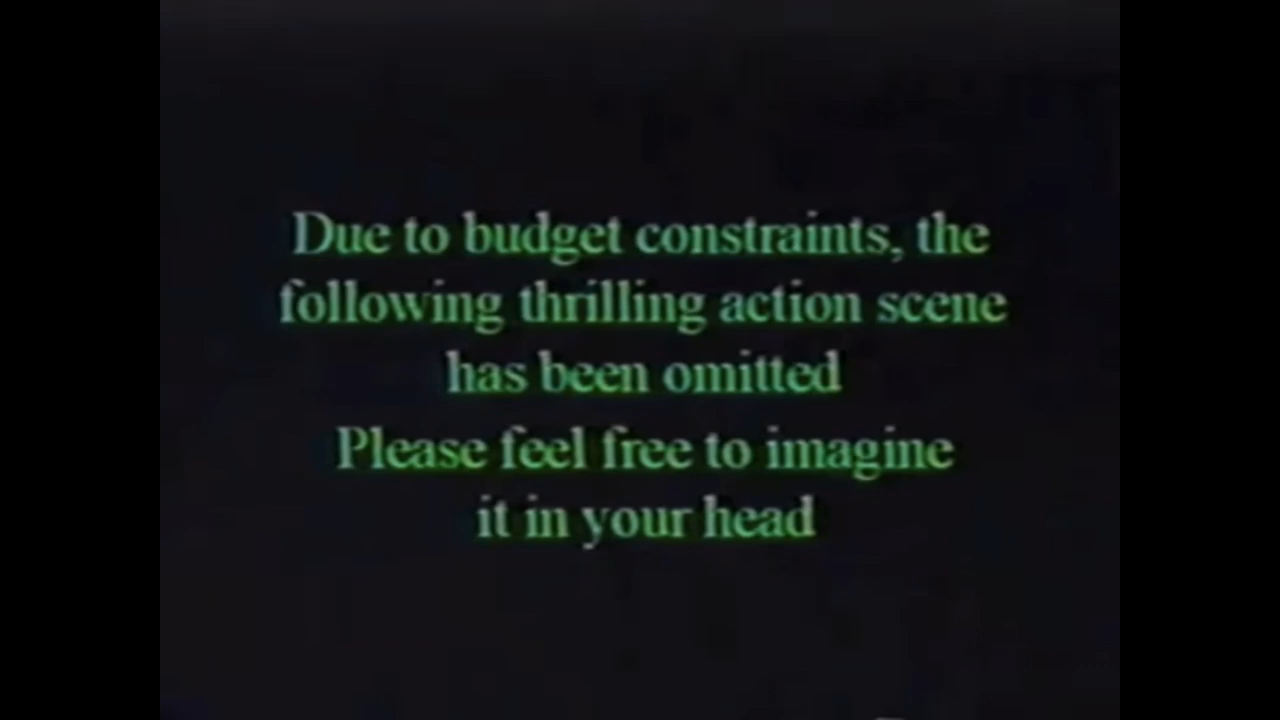 Due to budget constraints, the
following thrilling action scene
has been omitted
Please feel free to imagine
it in your head